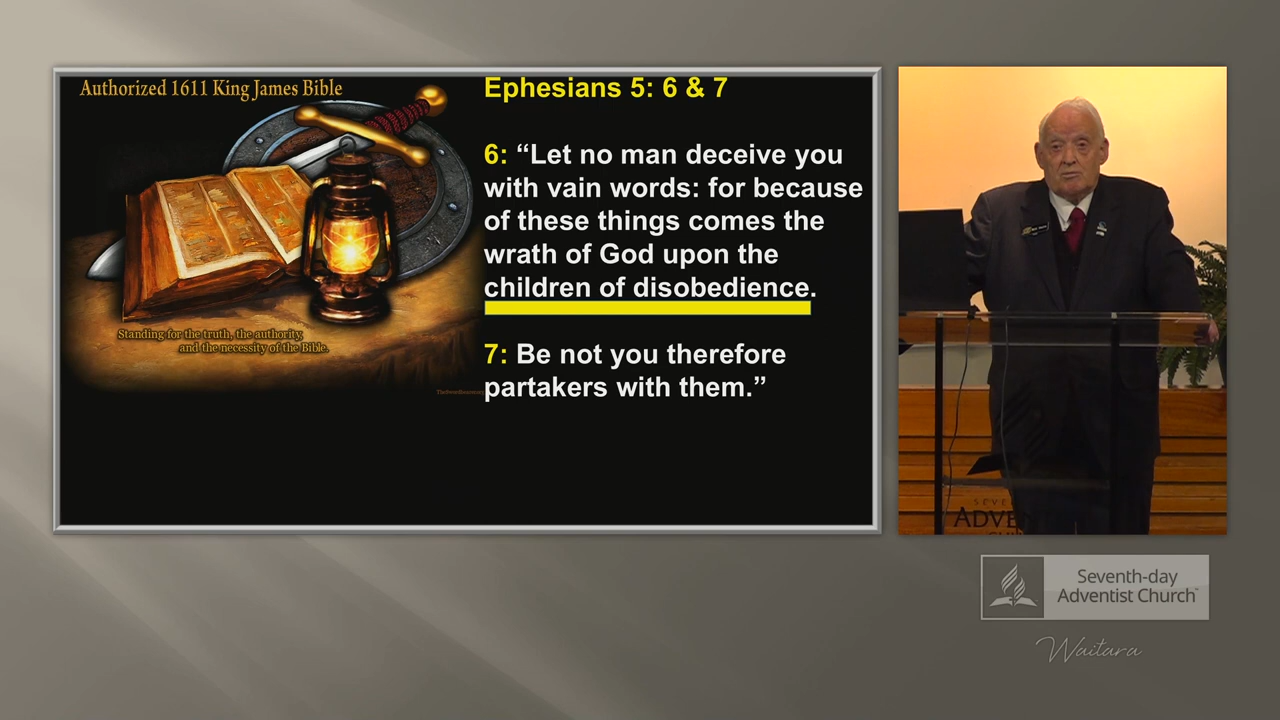 Authorized 1611 King James Bible
Standing for the truth, the authority,
and the necessity of the Bible.
Ephesians 5: 6 & 7
6: “Let no man deceive you
with vain words: for because
of these things comes the
wrath of God upon the
children of disobedience.
7: Be not you therefore
partakers with them.”
ADVE
Seventh-day
Adventist Church
Waitara